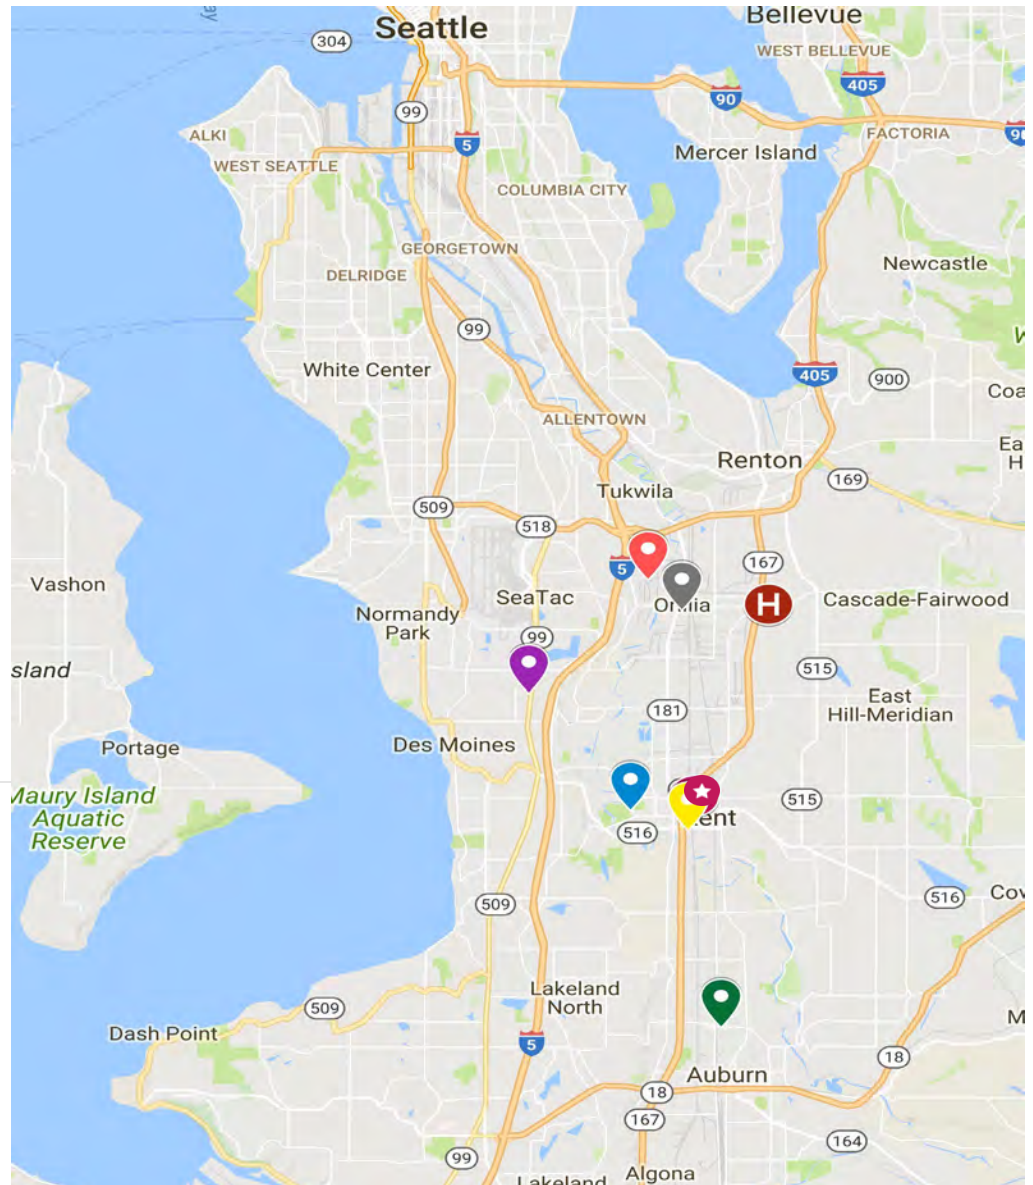 Seattle
Bellevue
304
WEST BELLEVUE
405
90
99
90
ALKI
5
FACTORIA
WEST SEATTLE
Mercer Island
COLUMBIA CITY
GEORGETOWN
DELRIDGE
Newcastle
99
White Center
405
900
ALLENTOWN
Renton
Tukwila
169
509
518
5
167
Vashon
SeaTac
H
Cascade-Fairwood
Normandy
Park
99
515
East
Hill-Meridian
181
Des Moines
Portage
Maury Island
Aquatic
Reserve
515
516
516
509
Lakeland
North
509
Dash Point
5
18
Auburn
18
167
164
99
Algona
Lakeland